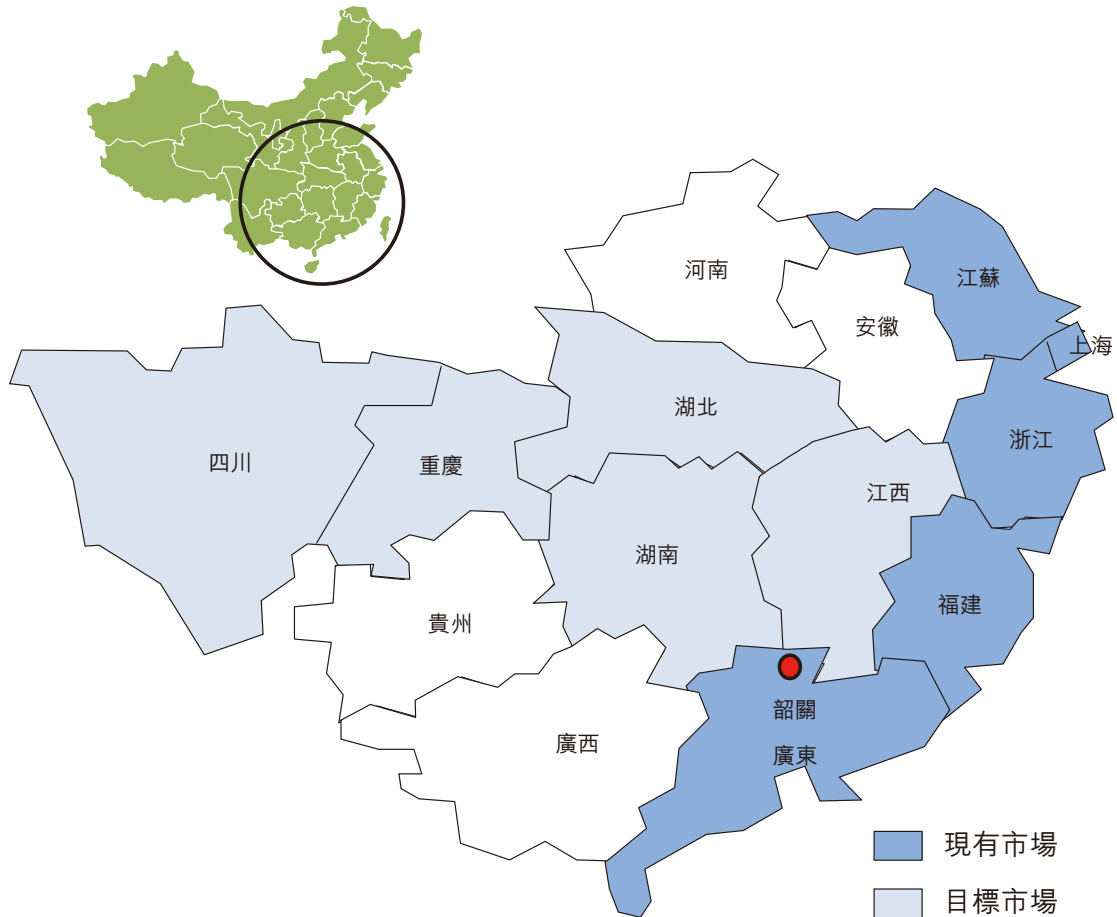 河南
江蘇
安徽
上海
湖北
浙江
四川
重慶
江西
湖南
福建
貴州
韶關
廣西
廣東
現有市場
目標市場